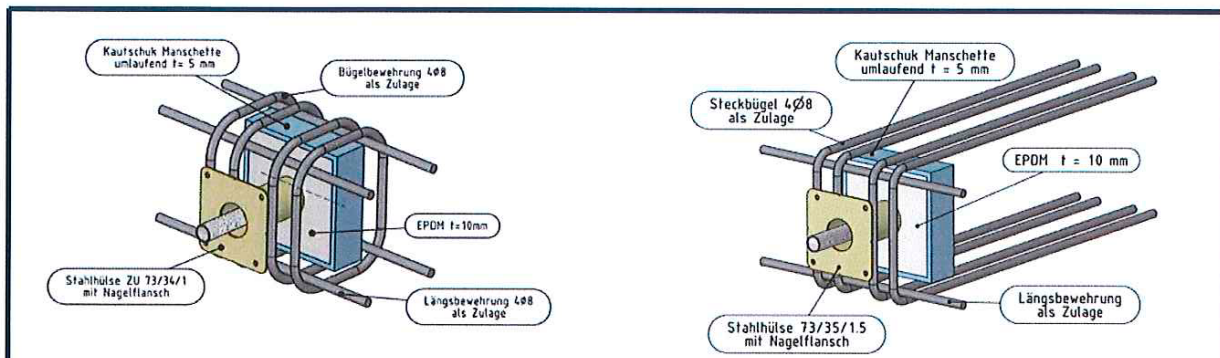 Kautschuk Manschette
umlaufend t= 5 mm
Bügelbewehrung 4Ø8
als Zulage
EPDM t=10mm
Stahlhülse ZU 73/34/1
mit Nagelflansch
Längsbewehrung 4Ø8
als Zulage
Kautschuk Manschette
umlaufend t = 5 mm
Steckbügel 4Ø8
als Zulage
EPDM t = 10 mm
Längsbewehrung
als Zulage
Stahlhülse 73/35/1.5
mit Nagelflansch